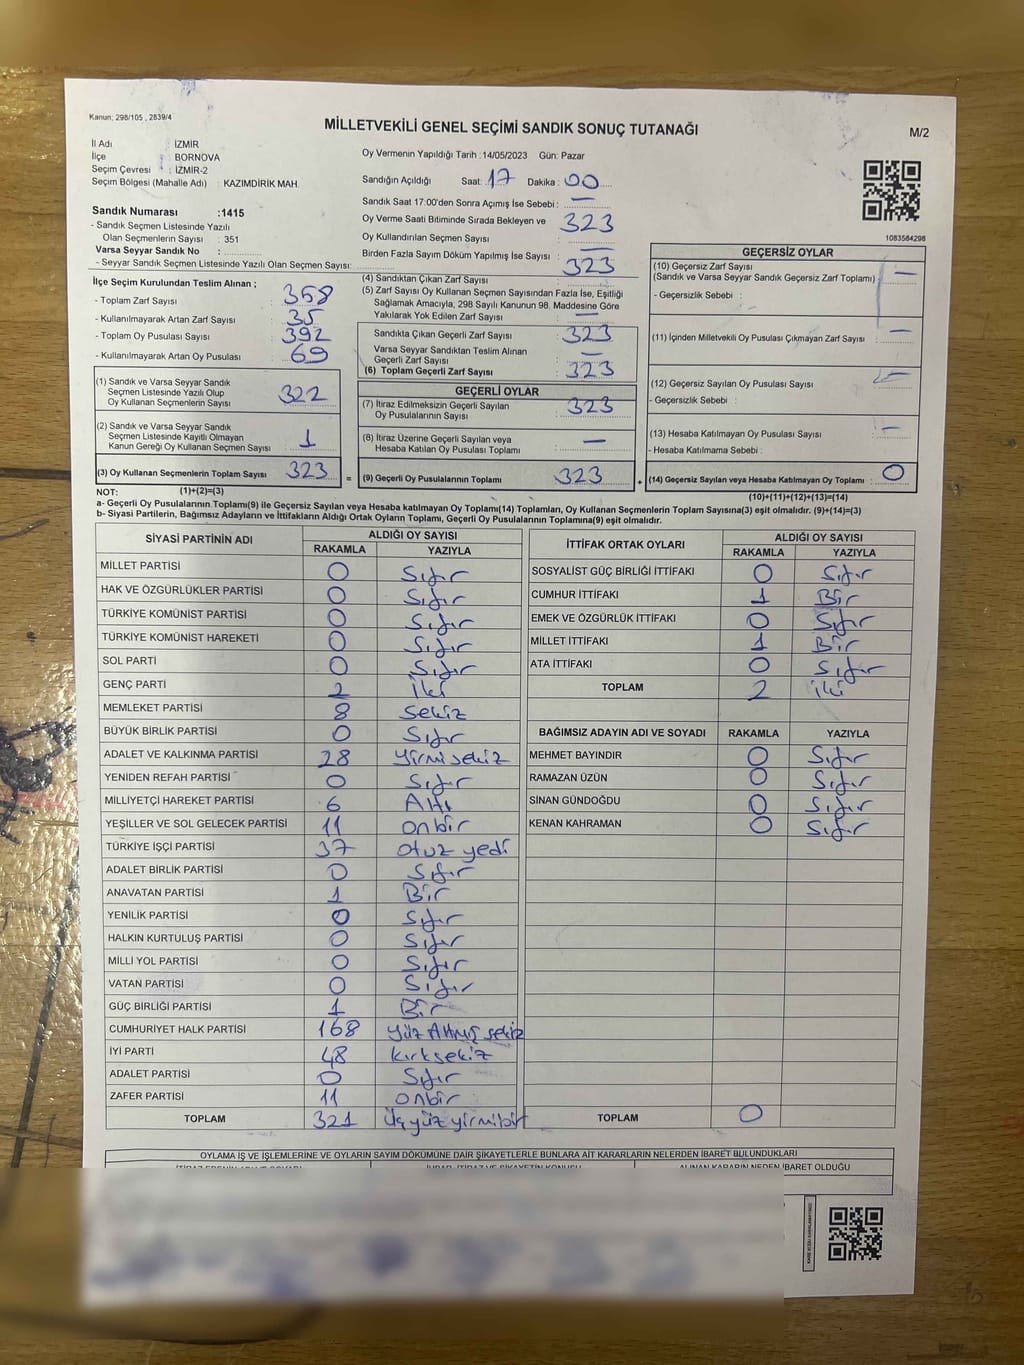 Kanun; 298/105 , 2839/4
MİLLETVEKİLİ GENEL SEÇİMİ SANDIK SONUÇ TUTANAĞI
M/2
İl Adı : İZMİR
İlçe : BORNOVA
Seçim Çevresi : İZMİR-2
Seçim Bölgesi (Mahalle Adı) : KAZIMDİRİK MAH.
Sandık Numarası :1415
- Sandık Seçmen Listesinde Yazılı
Olan Seçmenlerin Sayısı : 351
Varsa Seyyar Sandık No :
- Seyyar Sandık Seçmen Listesinde Yazılı Olan Seçmen Sayısı:
Oy Vermenin Yapıldığı Tarih :14/05/2023 Gün: Pazar
Sandığın Açıldığı Saat: 17 Dakika : 00
Sandık Saat 17:00'den Sonra Açımış İse Sebebi : —
Oy Verme Saati Bitiminde Sırada Bekleyen ve
Oy Kullandırılan Seçmen Sayısı : 323
Birden Fazla Sayım Döküm Yapılmış İse Sayısı : —
1083584298
İlçe Seçim Kurulundan Teslim Alınan ;
- Toplam Zarf Sayısı : 358
- Kullanılmayarak Artan Zarf Sayısı : 35
- Toplam Oy Pusulası Sayısı : 392
- Kullanılmayarak Artan Oy Pusulası : 69
(1) Sandık ve Varsa Seyyar Sandık
Seçmen Listesinde Yazılı Olup
Oy Kullanan Seçmenlerin Sayısı : 322
(2) Sandık ve Varsa Seyyar Sandık
Seçmen Listesinde Kayıtlı Olmayan
Kanun Gereği Oy Kullanan Seçmen Sayısı : 1
(3) Oy Kullanan Seçmenlerin Toplam Sayısı : 323
(1)+(2)=(3)
(4) Sandıktan Çıkan Zarf Sayısı : 323
(5) Zarf Sayısı Oy Kullanan Seçmen Sayısından Fazla İse, Eşitliği
Sağlamak Amacıyla, 298 Sayılı Kanunun 98. Maddesine Göre
Yakılarak Yok Edilen Zarf Sayısı : —
Sandıkta Çıkan Geçerli Zarf Sayısı : 323
Varsa Seyyar Sandıktan Teslim Alınan
Geçerli Zarf Sayısı : —
(6) Toplam Geçerli Zarf Sayısı : 323
GEÇERLİ OYLAR
(7) İtiraz Edilmeksizin Geçerli Sayılan
Oy Pusulalarının Sayısı : 323
(8) İtiraz Üzerine Geçerli Sayılan veya
Hesaba Katılan Oy Pusulası Toplamı : —
= (9) Geçerli Oy Pusulalarının Toplamı : 323
GEÇERSİZ OYLAR
(10) Geçersiz Zarf Sayısı
(Sandık ve Varsa Seyyar Sandık Geçersiz Zarf Toplamı) : —
- Geçersizlik Sebebi :
(11) İçinden Milletvekili Oy Pusulası Çıkmayan Zarf Sayısı : —
(12) Geçersiz Sayılan Oy Pusulası Sayısı : —
- Geçersizlik Sebebi :
(13) Hesaba Katılmayan Oy Pusulası Sayısı : —
- Hesaba Katılmama Sebebi :
+ (14) Geçersiz Sayılan veya Hesaba Katılmayan Oy Toplamı : 0
(10)+(11)+(12)+(13)=(14)
NOT:
a- Geçerli Oy Pusulalarının Toplamı(9) ile Geçersiz Sayılan veya Hesaba katılmayan Oy Toplamı(14) Toplamları, Oy Kullanan Seçmenlerin Toplam Sayısına(3) eşit olmalıdır. (9)+(14)=(3)
b- Siyasi Partilerin, Bağımsız Adayların ve İttifakların Aldığı Ortak Oyların Toplamı, Geçerli Oy Pusulalarının Toplamına(9) eşit olmalıdır.
SİYASİ PARTİNİN ADI ALDIĞI OY SAYISI
RAKAMLA YAZIYLA
MİLLET PARTİSİ 0 Sıfır
HAK VE ÖZGÜRLÜKLER PARTİSİ 0 Sıfır
TÜRKİYE KOMÜNİST PARTİSİ 0 Sıfır
TÜRKİYE KOMÜNİST HAREKETİ 0 Sıfır
SOL PARTİ 0 Sıfır
GENÇ PARTİ 2 İki
MEMLEKET PARTİSİ 8 Sekiz
BÜYÜK BİRLİK PARTİSİ 0 Sıfır
ADALET VE KALKINMA PARTİSİ 28 Yirmisekiz
YENİDEN REFAH PARTİSİ 0 Sıfır
MİLLİYETÇİ HAREKET PARTİSİ 6 Altı
YEŞİLLER VE SOL GELECEK PARTİSİ 11 onbir
TÜRKİYE İŞÇİ PARTİSİ 37 otuz yedi
ADALET BİRLİK PARTİSİ 0 Sıfır
ANAVATAN PARTİSİ 1 Bir
YENİLİK PARTİSİ 0 Sıfır
HALKIN KURTULUŞ PARTİSİ 0 Sıfır
MİLLİ YOL PARTİSİ 0 Sıfır
VATAN PARTİSİ 0 Sıfır
GÜÇ BİRLİĞİ PARTİSİ 1 Bir
CUMHURİYET HALK PARTİSİ 168 Yüz Altmış sekiz
İYİ PARTİ 48 kırksekiz
ADALET PARTİSİ 0 Sıfır
ZAFER PARTİSİ 11 onbir
TOPLAM 321 Üçyüz yirmibir
İTTİFAK ORTAK OYLARI ALDIĞI OY SAYISI
RAKAMLA YAZIYLA
SOSYALİST GÜÇ BİRLİĞİ İTTİFAKI 0 Sıfır
CUMHUR İTTİFAKI 1 Bir
EMEK VE ÖZGÜRLÜK İTTİFAKI 0 Sıfır
MİLLET İTTİFAKI 1 Bir
ATA İTTİFAKI 0 Sıfır
TOPLAM 2 iki
BAĞIMSIZ ADAYIN ADI VE SOYADI RAKAMLA YAZIYLA
MEHMET BAYINDIR 0 Sıfır
RAMAZAN ÜZÜN 0 Sıfır
SİNAN GÜNDOĞDU 0 Sıfır
KENAN KAHRAMAN 0 Sıfır
TOPLAM 0
OYLAMA İŞ VE İŞLEMLERİNE VE OYLARIN SAYIM DÖKÜMÜNE DAİR ŞİKAYETLERLE BUNLARA AİT KARARLARIN NELERDEN İBARET BULUNDUKLARI
ALINAN KARARIN NEDEN İBARET OLDUĞU